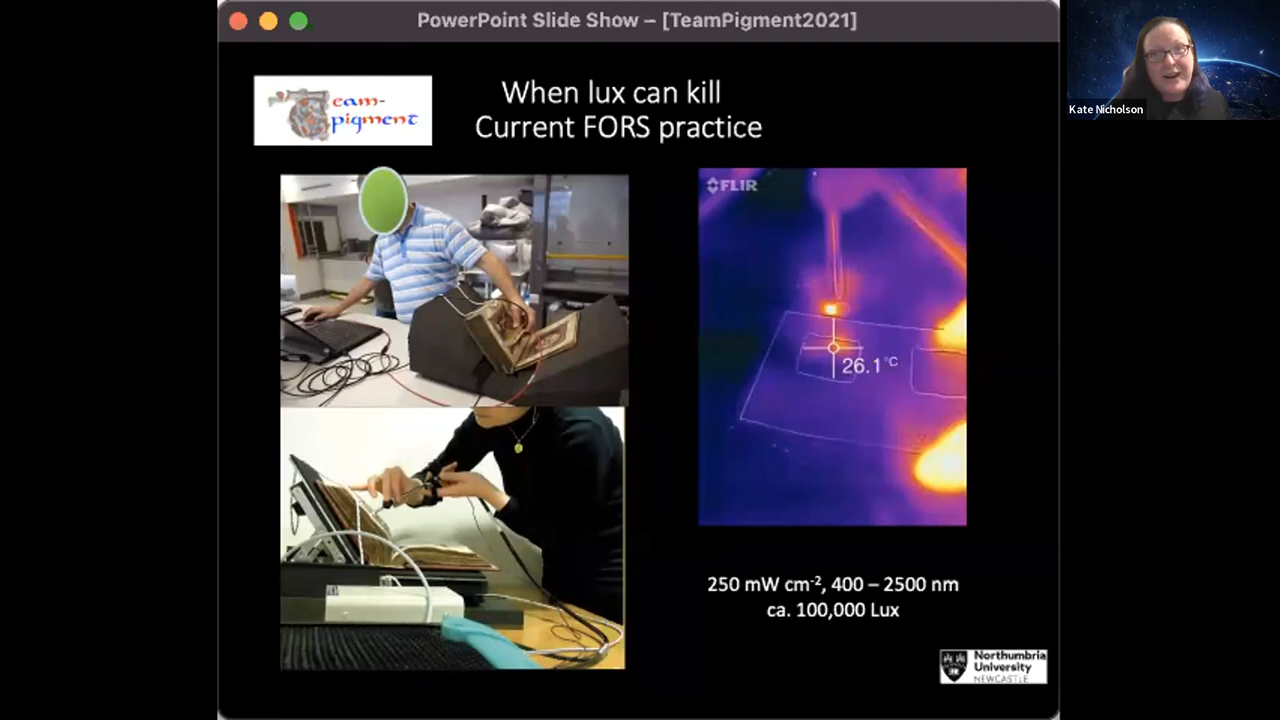 PowerPoint Slide Show – [TeamPigment2021]
Kate Nicholson
Team-
pigment
When lux can kill
Current FORS practice
FLIR
26.1°C
250 mW cm-2, 400 – 2500 nm
ca. 100,000 Lux
Northumbria
University
NEWCASTLE